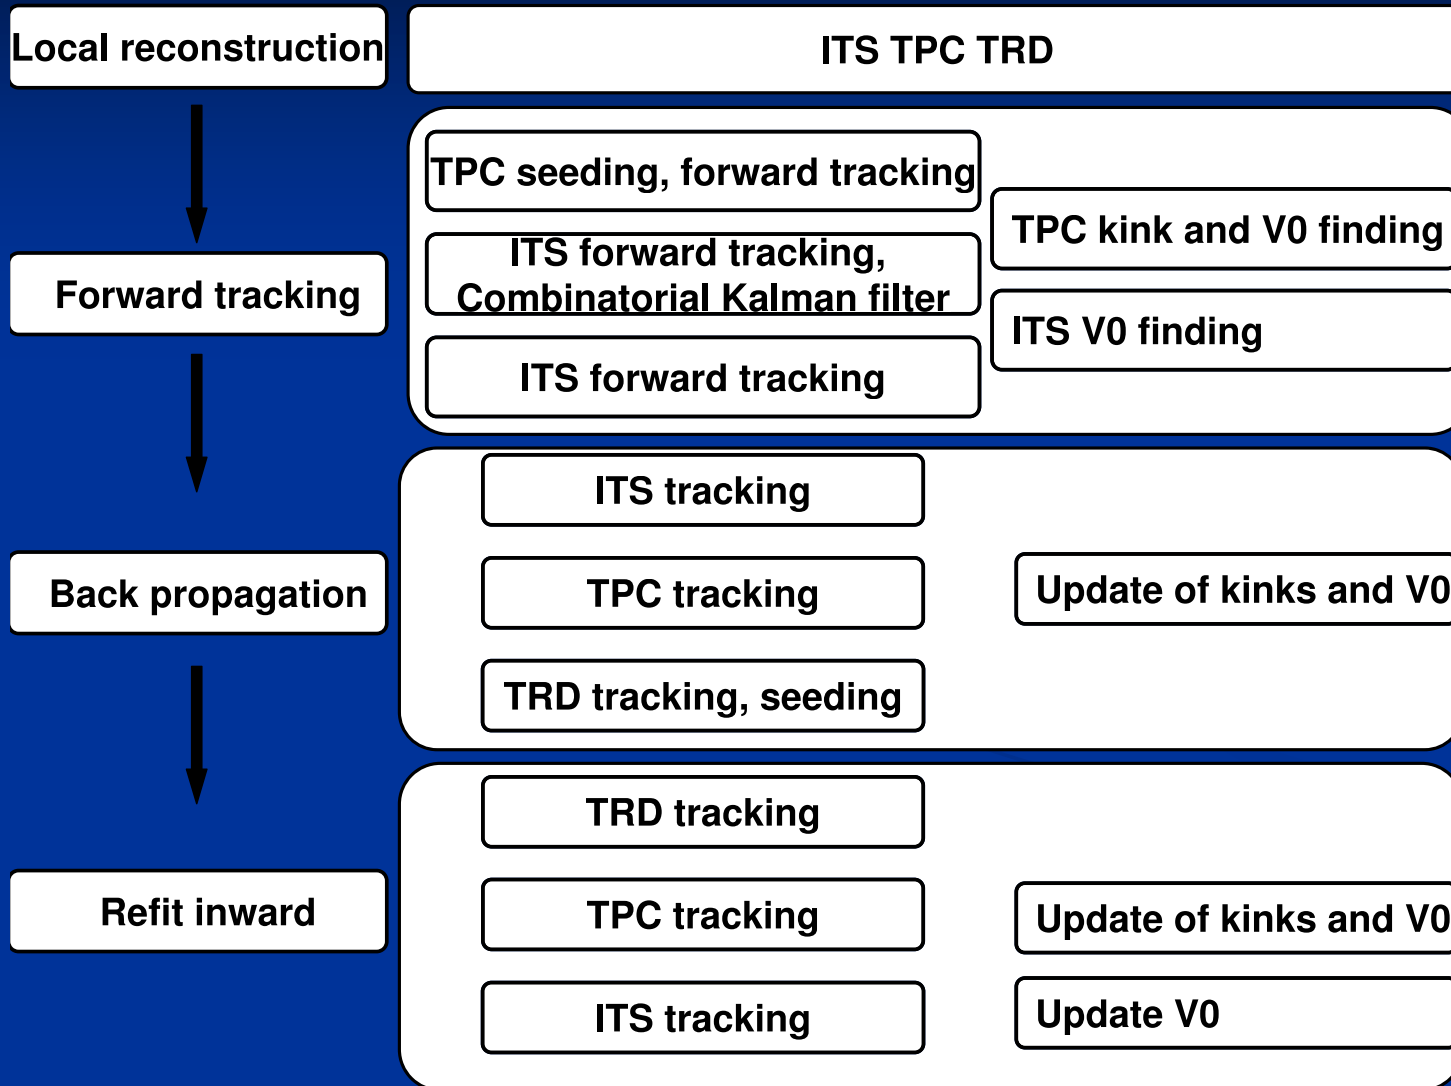 Local reconstruction
ITS TPC TRD
TPC seeding, forward tracking
TPC kink and V0 finding
ITS forward tracking,
Combinatorial Kalman filter
Forward tracking
ITS V0 finding
ITS forward tracking
ITS tracking
Back propagation
TPC tracking
Update of kinks and V0
TRD tracking, seeding
TRD tracking
Refit inward
TPC tracking
Update of kinks and V0
ITS tracking
Update V0